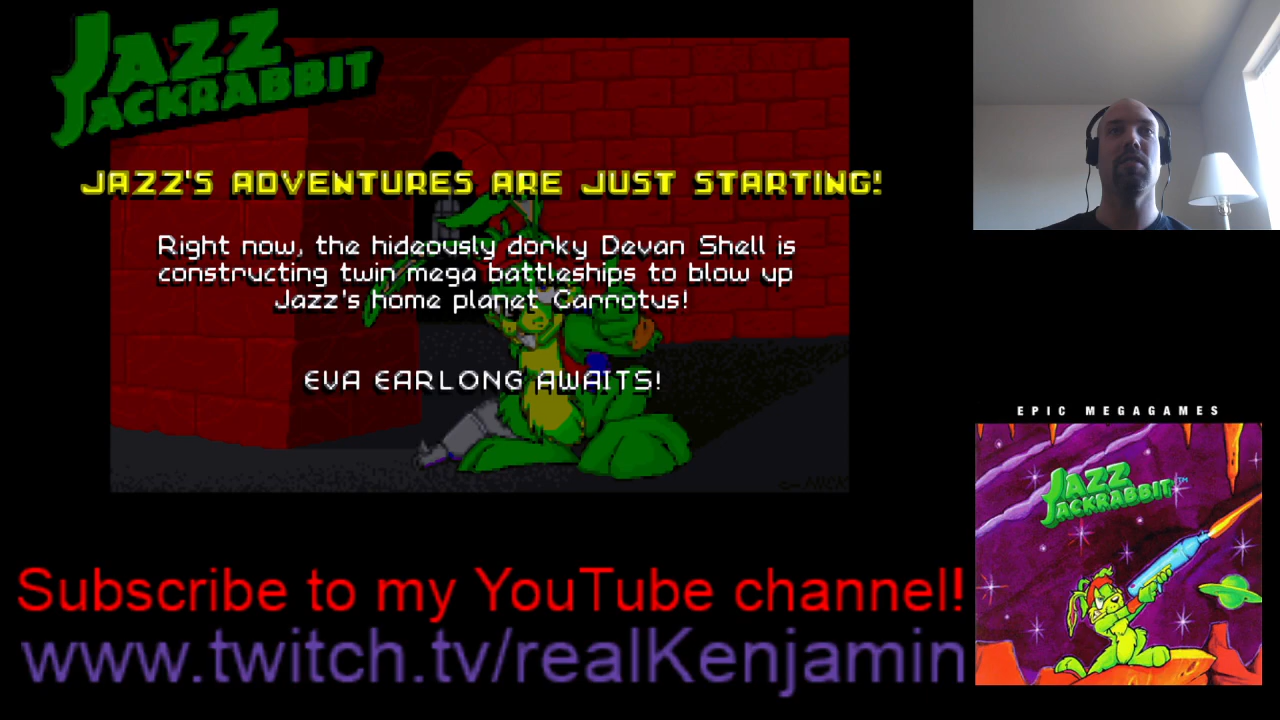 JAZZ
JACKRABBIT
JAZZ'S ADVENTURES ARE JUST STARTING!
Right now, the hideously dorky Devan Shell is
constructing twin mega battleships to blow up
Jazz's home planet Carrotus!
EVA EARLONG AWAITS!
EPIC MEGAGAMES
JAZZ
JACKRABBIT™
Subscribe to my YouTube channel!
www.twitch.tv/realKenjamin